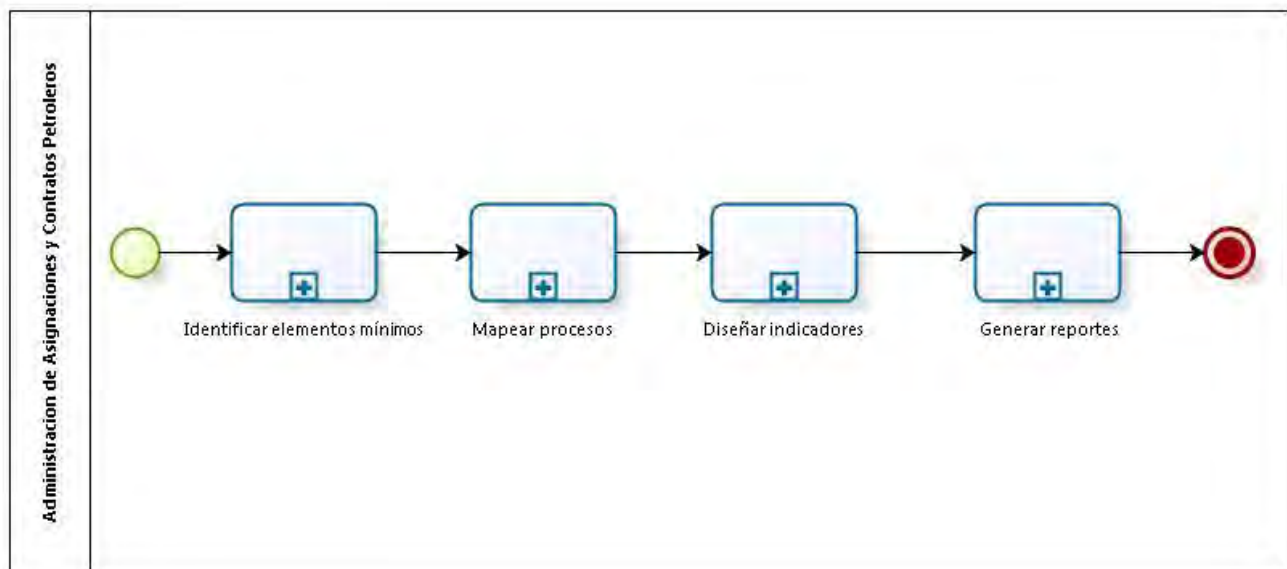 Administracion de Asignaciones y Contratos Petroleros
Identificar elementos mínimos
Mapear procesos
Diseñar indicadores
Generar reportes